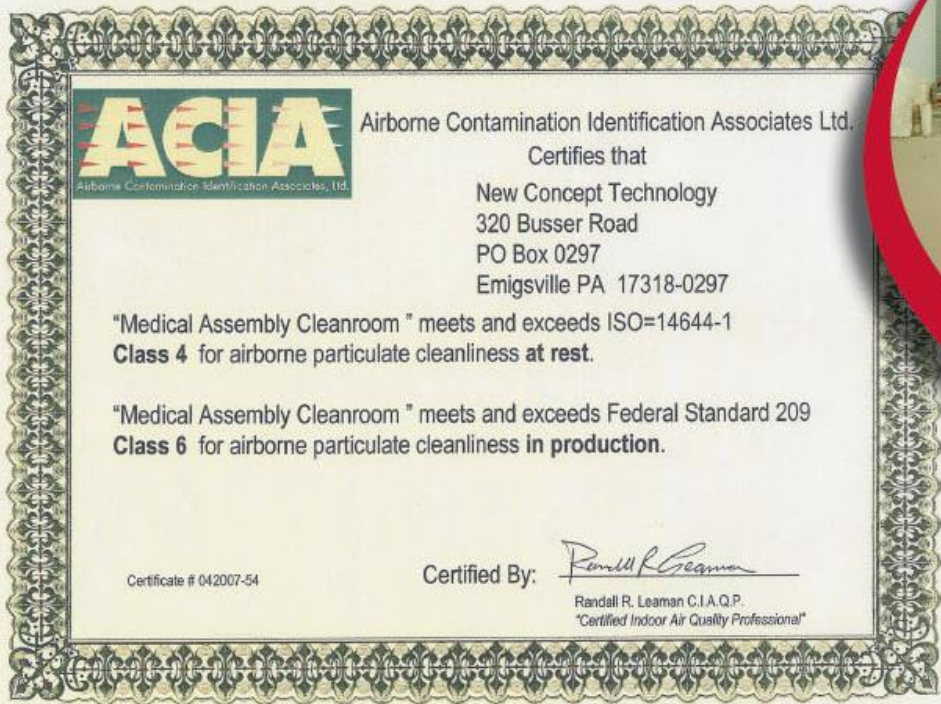 ACIA
Airborne Contamination Identification Associates, Ltd.
Airborne Contamination Identification Associates Ltd.
Certifies that
New Concept Technology
320 Busser Road
PO Box 0297
Emigsville PA 17318-0297
"Medical Assembly Cleanroom " meets and exceeds ISO=14644-1
Class 4 for airborne particulate cleanliness at rest.
"Medical Assembly Cleanroom " meets and exceeds Federal Standard 209
Class 6 for airborne particulate cleanliness in production.
Certificate # 042007-54
Certified By: Randall R Leaman
Randall R. Leaman C.I.A.Q.P.
"Certified Indoor Air Quality Professional"